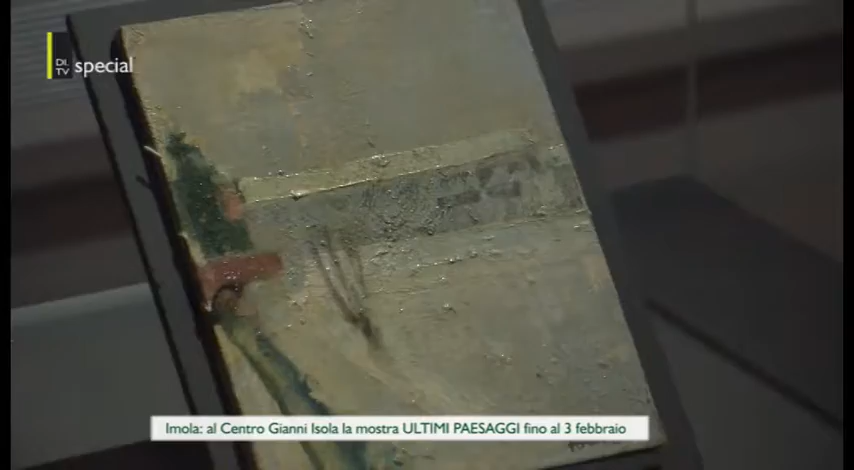 DI.
TV
special
Imola: al Centro Gianni Isola la mostra ULTIMI PAESAGGI fino al 3 febbraio